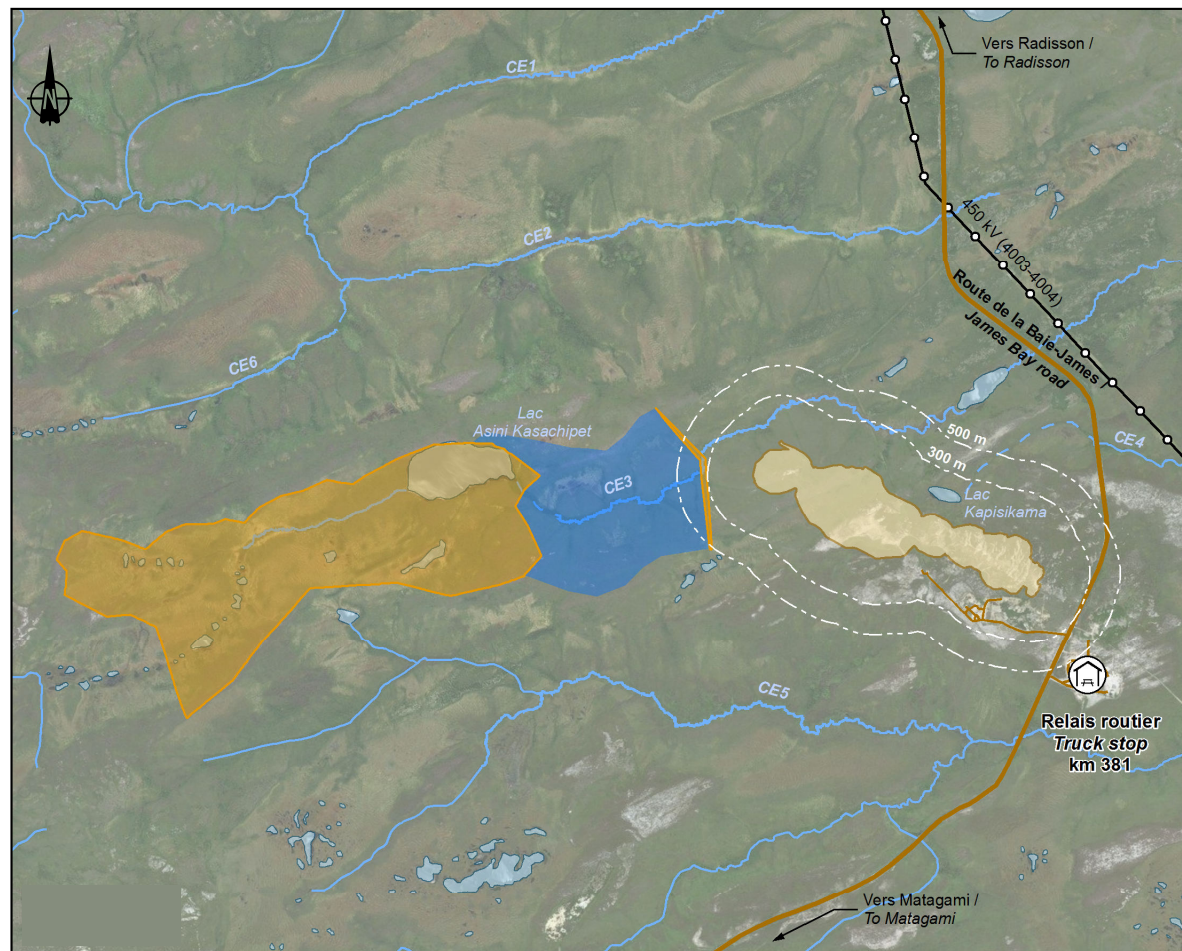 Vers Radisson /
To Radisson
N
CE1
450 kV (4003-4004)
CE2
Route de la Baie-James /
James Bay road
CE6
Lac
Asini Kasachipet
500 m
300 m
CE4
CE3
Lac
Kapisikama
CE5
Relais routier
Truck stop
km 381
Vers Matagami /
To Matagami